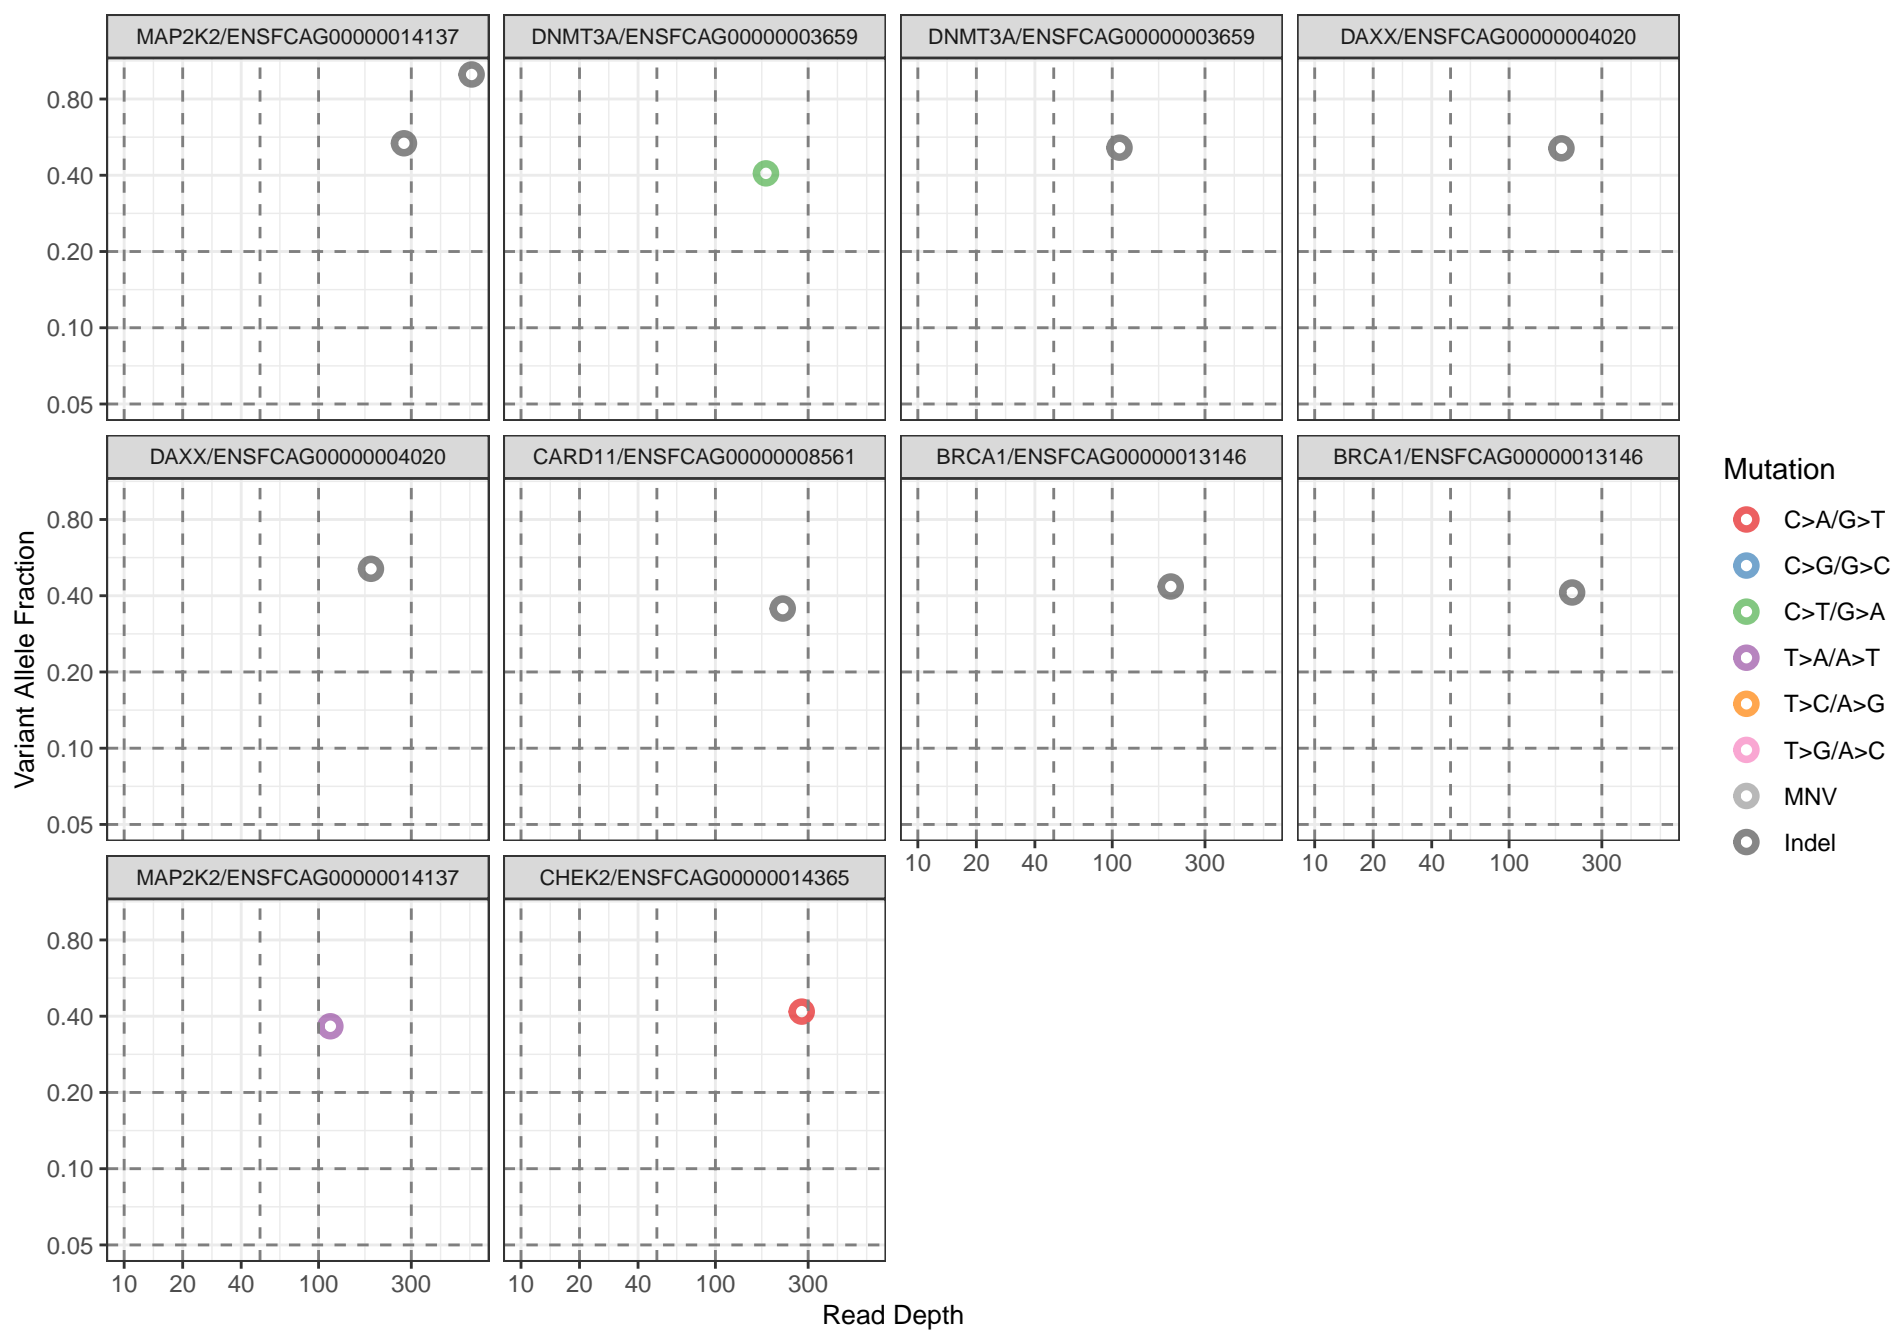 MAP2K2/ENSFCAG00000014137
DNMT3A/ENSFCAG00000003659
DNMT3A/ENSFCAG00000003659
DAXX/ENSFCAG00000004020
0.80
0.40
0.20
0.10
0.05
DAXX/ENSFCAG00000004020
CARD11/ENSFCAG00000008561
BRCA1/ENSFCAG00000013146
BRCA1/ENSFCAG00000013146
0.80
0.40
0.20
0.10
0.05
10 20 40 100 300
10 20 40 100 300
MAP2K2/ENSFCAG00000014137
CHEK2/ENSFCAG00000014365
0.80
0.40
0.20
0.10
0.05
10 20 40 100 300
10 20 40 100 300
Read Depth
Variant Allele Fraction
Mutation
C>A/G>T
C>G/G>C
C>T/G>A
T>A/A>T
T>C/A>G
T>G/A>C
MNV
Indel